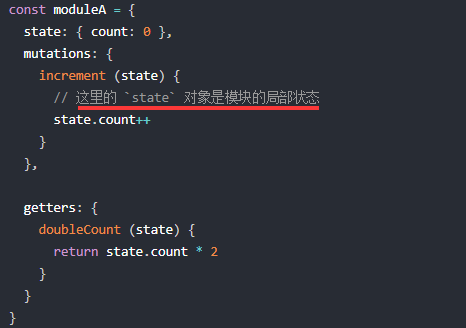 const moduleA = {
  state: { count: 0 },
  mutations: {
    increment (state) {
      // 这里的 `state` 对象是模块的局部状态
      state.count++
    }
  },

  getters: {
    doubleCount (state) {
      return state.count * 2
    }
  }
}